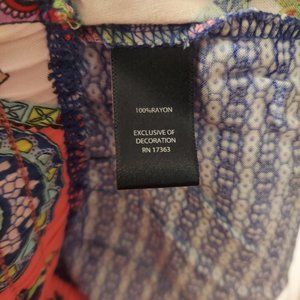 100%RAYON
EXCLUSIVE OF
DECORATION
RN 17363